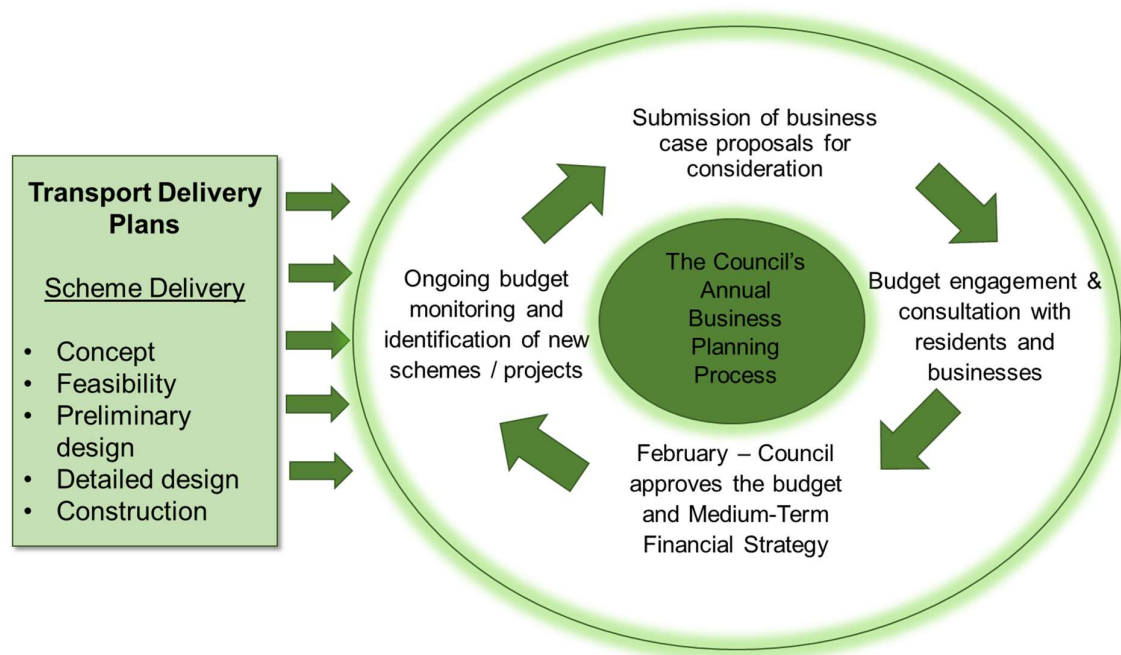 Transport Delivery
Plans
Scheme Delivery
• Concept
• Feasibility
• Preliminary
design
• Detailed design
• Construction
Submission of business
case proposals for
consideration
Budget engagement &
consultation with
residents and
businesses
February – Council
approves the budget
and Medium-Term
Financial Strategy
Ongoing budget
monitoring and
identification of new
schemes / projects
The Council’s
Annual
Business
Planning
Process